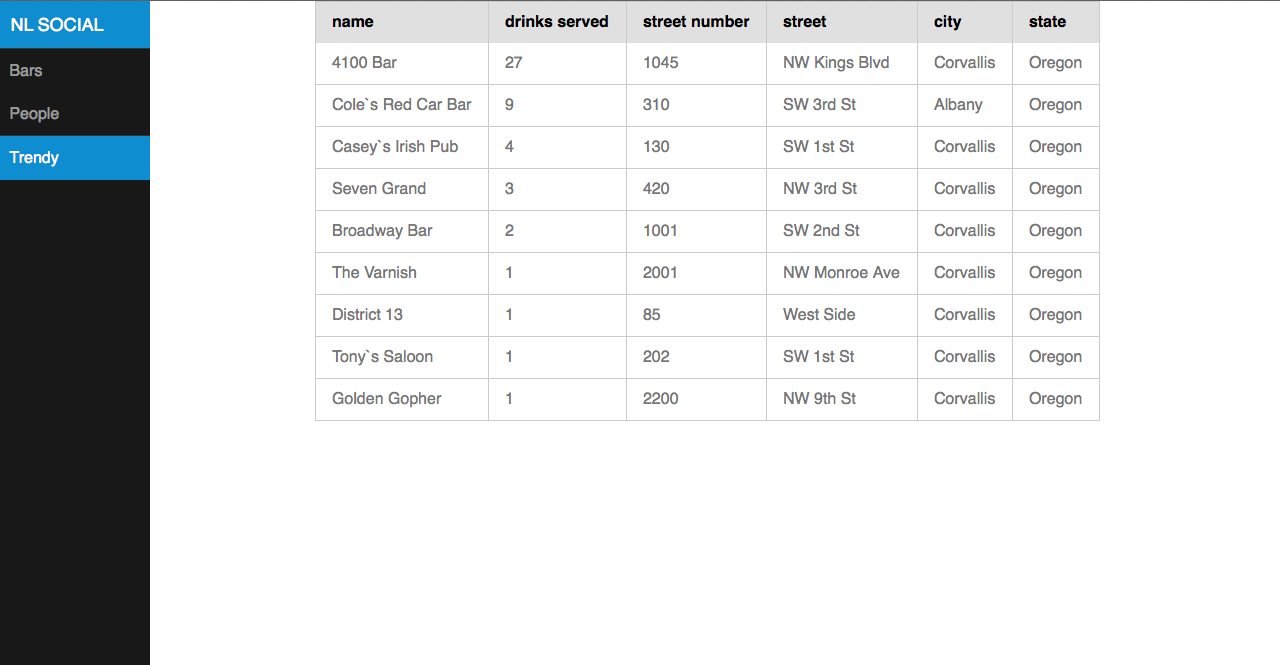 NL SOCIAL
Bars
People
Trendy
name drinks served street number street city state
4100 Bar 27 1045 NW Kings Blvd Corvallis Oregon
Cole`s Red Car Bar 9 310 SW 3rd St Albany Oregon
Casey`s Irish Pub 4 130 SW 1st St Corvallis Oregon
Seven Grand 3 420 NW 3rd St Corvallis Oregon
Broadway Bar 2 1001 SW 2nd St Corvallis Oregon
The Varnish 1 2001 NW Monroe Ave Corvallis Oregon
District 13 1 85 West Side Corvallis Oregon
Tony`s Saloon 1 202 SW 1st St Corvallis Oregon
Golden Gopher 1 2200 NW 9th St Corvallis Oregon